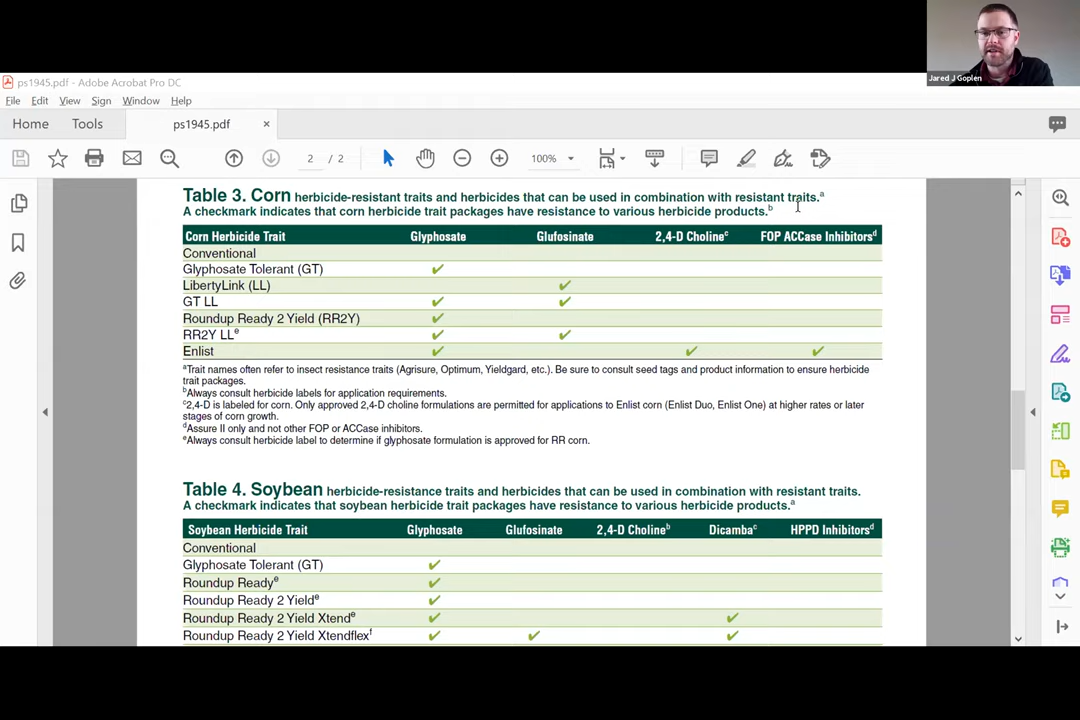 Jared J Goplen
ps1945.pdf - Adobe Acrobat Pro DC
File Edit View Sign Window Help
Home Tools ps1945.pdf ×
2 / 2 100%
Table 3. Corn herbicide-resistant traits and herbicides that can be used in combination with resistant traits.a
A checkmark indicates that corn herbicide trait packages have resistance to various herbicide products.b
Corn Herbicide Trait Glyphosate Glufosinate 2,4-D Cholinec FOP ACCase Inhibitorsd
Conventional
Glyphosate Tolerant (GT) ✓
LibertyLink (LL) ✓
GT LL ✓ ✓
Roundup Ready 2 Yield (RR2Y) ✓
RR2Y LLe ✓ ✓
Enlist ✓ ✓ ✓
aTrait names often refer to insect resistance traits (Agrisure, Optimum, Yieldgard, etc.). Be sure to consult seed tags and product information to ensure herbicide
trait packages.
bAlways consult herbicide labels for application requirements.
c2,4-D is labeled for corn. Only approved 2,4-D choline formulations are permitted for applications to Enlist corn (Enlist Duo, Enlist One) at higher rates or later
stages of corn growth.
dAssure II only and not other FOP or ACCase inhibitors.
eAlways consult herbicide label to determine if glyphosate formulation is approved for RR corn.
Table 4. Soybean herbicide-resistance traits and herbicides that can be used in combination with resistant traits.
A checkmark indicates that soybean herbicide trait packages have resistance to various herbicide products.a
Soybean Herbicide Trait Glyphosate Glufosinate 2,4-D Cholineb Dicambac HPPD Inhibitorsd
Conventional
Glyphosate Tolerant (GT) ✓
Roundup Readye ✓
Roundup Ready 2 Yielde ✓
Roundup Ready 2 Yield Xtende ✓ ✓
Roundup Ready 2 Yield Xtendflexf ✓ ✓ ✓